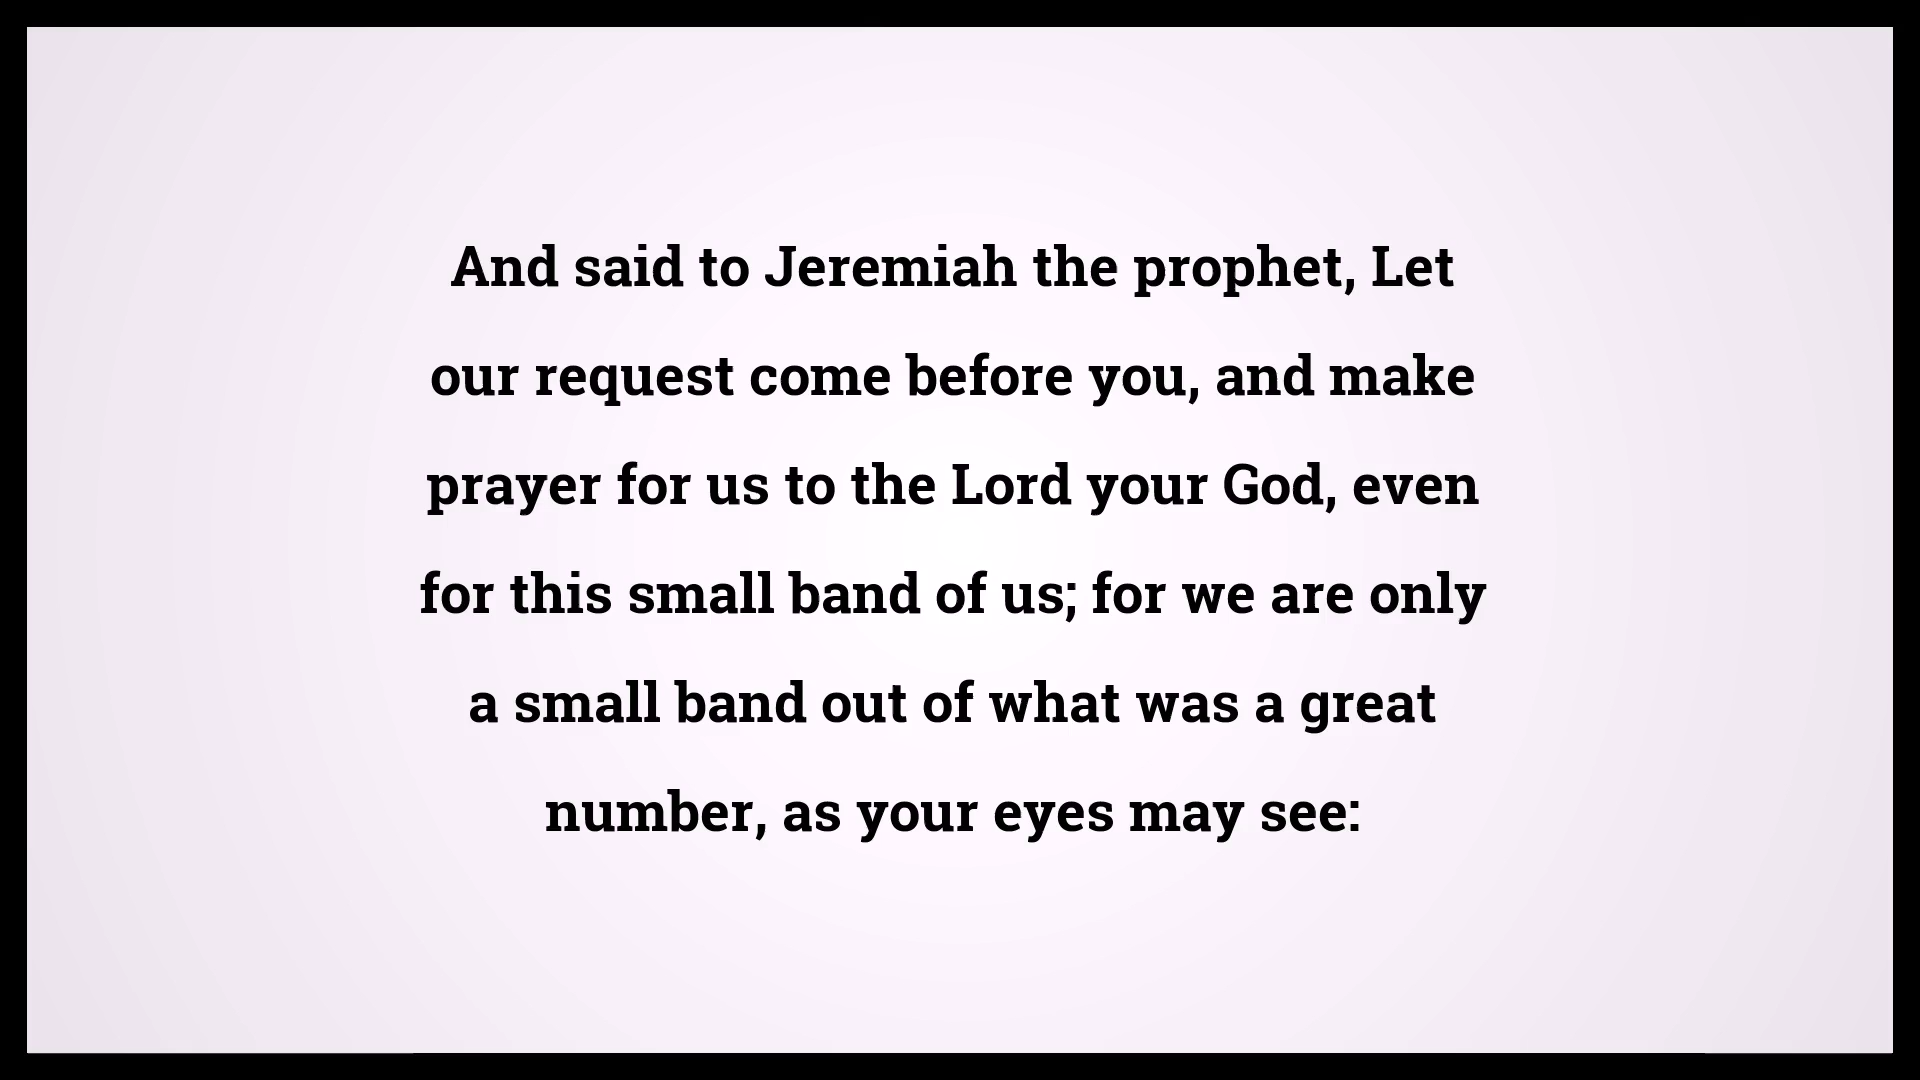 And said to Jeremiah the prophet, Let
our request come before you, and make
prayer for us to the Lord your God, even
for this small band of us; for we are only
a small band out of what was a great
number, as your eyes may see: